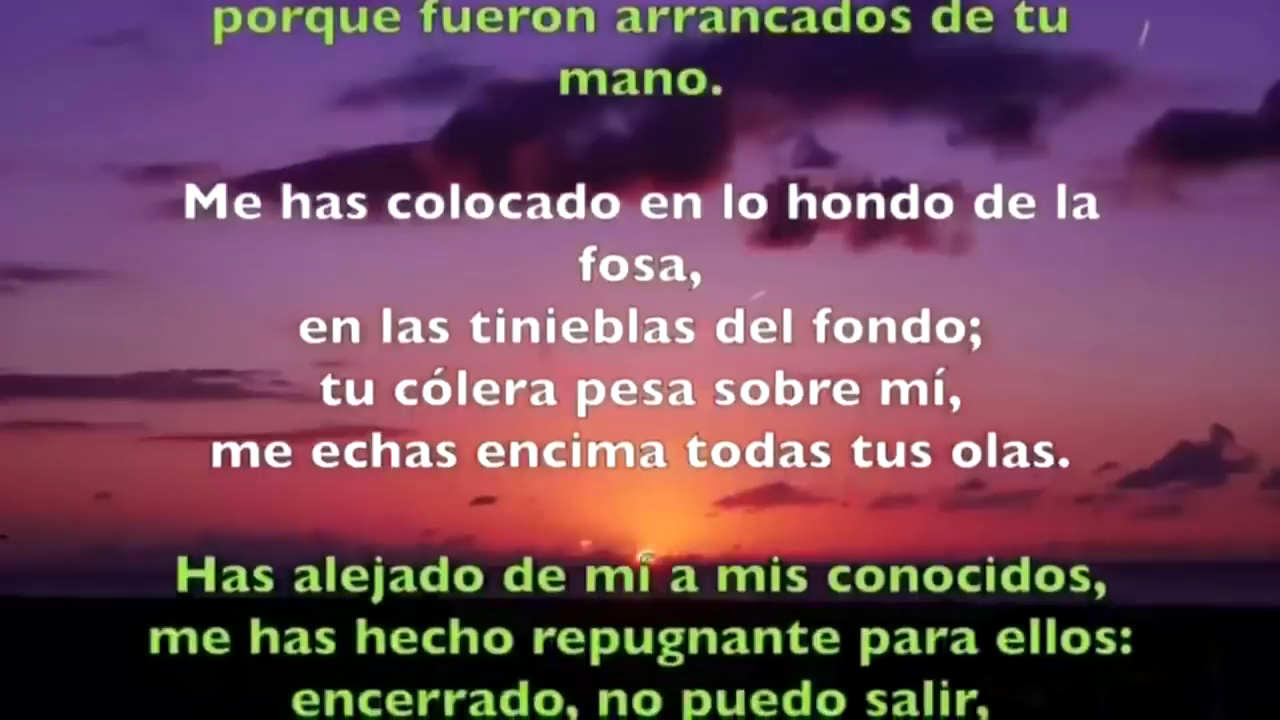 porque fueron arrancados de tu
mano.
Me has colocado en lo hondo de la
fosa,
en las tinieblas del fondo;
tu cólera pesa sobre mí,
me echas encima todas tus olas.
Has alejado de mí a mis conocidos,
me has hecho repugnante para ellos:
encerrado, no puedo salir,